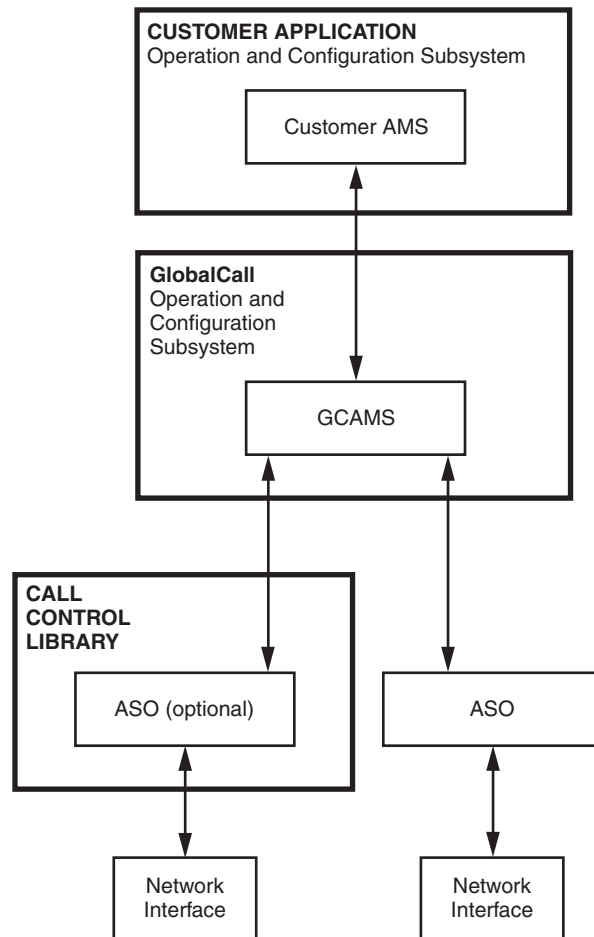 CUSTOMER APPLICATION
Operation and Configuration Subsystem
Customer AMS
GlobalCall
Operation and
Configuration
Subsystem
GCAMS
CALL
CONTROL
LIBRARY
ASO (optional)
ASO
Network
Interface
Network
Interface